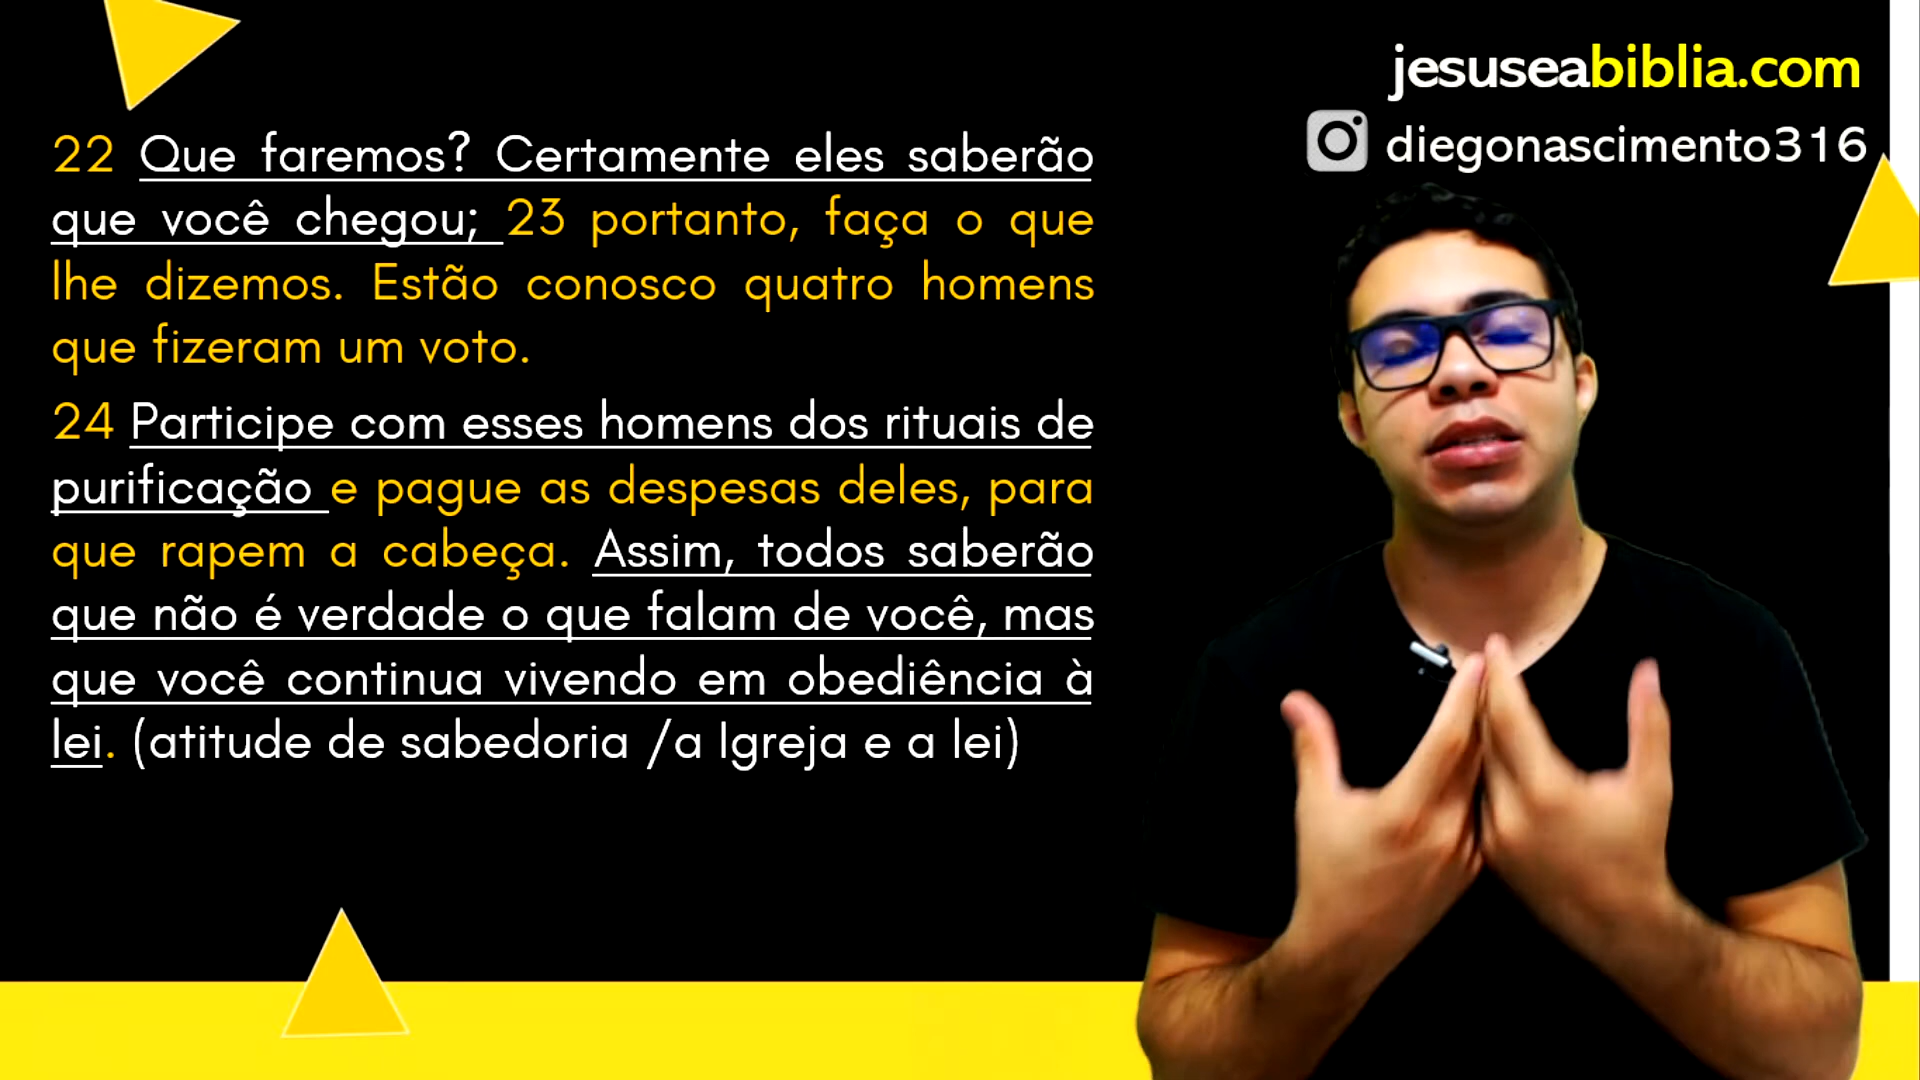 jesuseabiblia.com
diegonascimento316
22 Que faremos? Certamente eles saberão
que você chegou; 23 portanto, faça o que
lhe dizemos. Estão conosco quatro homens
que fizeram um voto.
24 Participe com esses homens dos rituais de
purificação e pague as despesas deles, para
que rapem a cabeça. Assim, todos saberão
que não é verdade o que falam de você, mas
que você continua vivendo em obediência à
lei. (atitude de sabedoria /a Igreja e a lei)